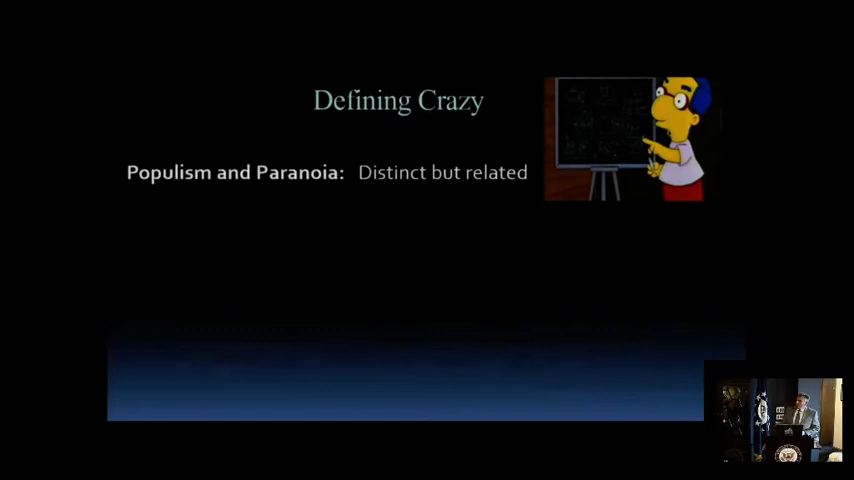 Defining Crazy
Populism and Paranoia: Distinct but related